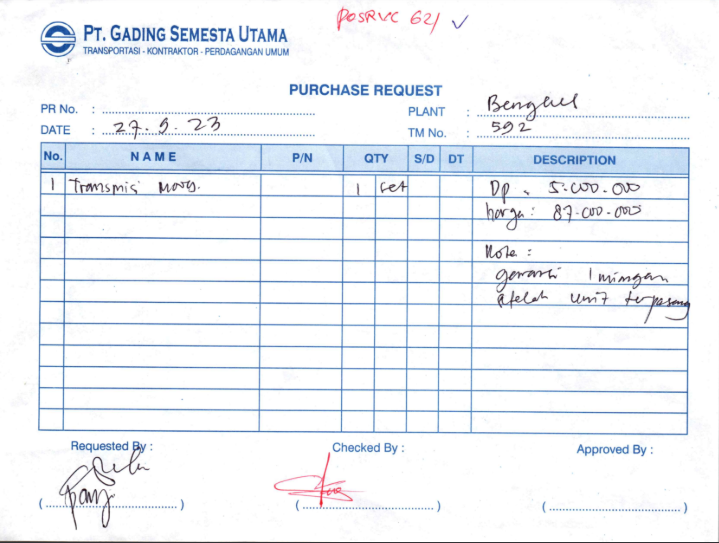 POSRVC 621 ✓
PT. GADING SEMESTA UTAMA
TRANSPORTASI - KONTRAKTOR - PERDAGANGAN UMUM
PURCHASE REQUEST
PR No. :
PLANT :
DATE : 27. 9. 23
TM No. : 592
No. NAME P/N QTY S/D DT DESCRIPTION
1 Transmisi 1 set Dp : 5.000.000
harga : 87.000.000
Note :
garansi 1 minggu
setelah unit terpasang
Requested By : Checked By : Approved By :